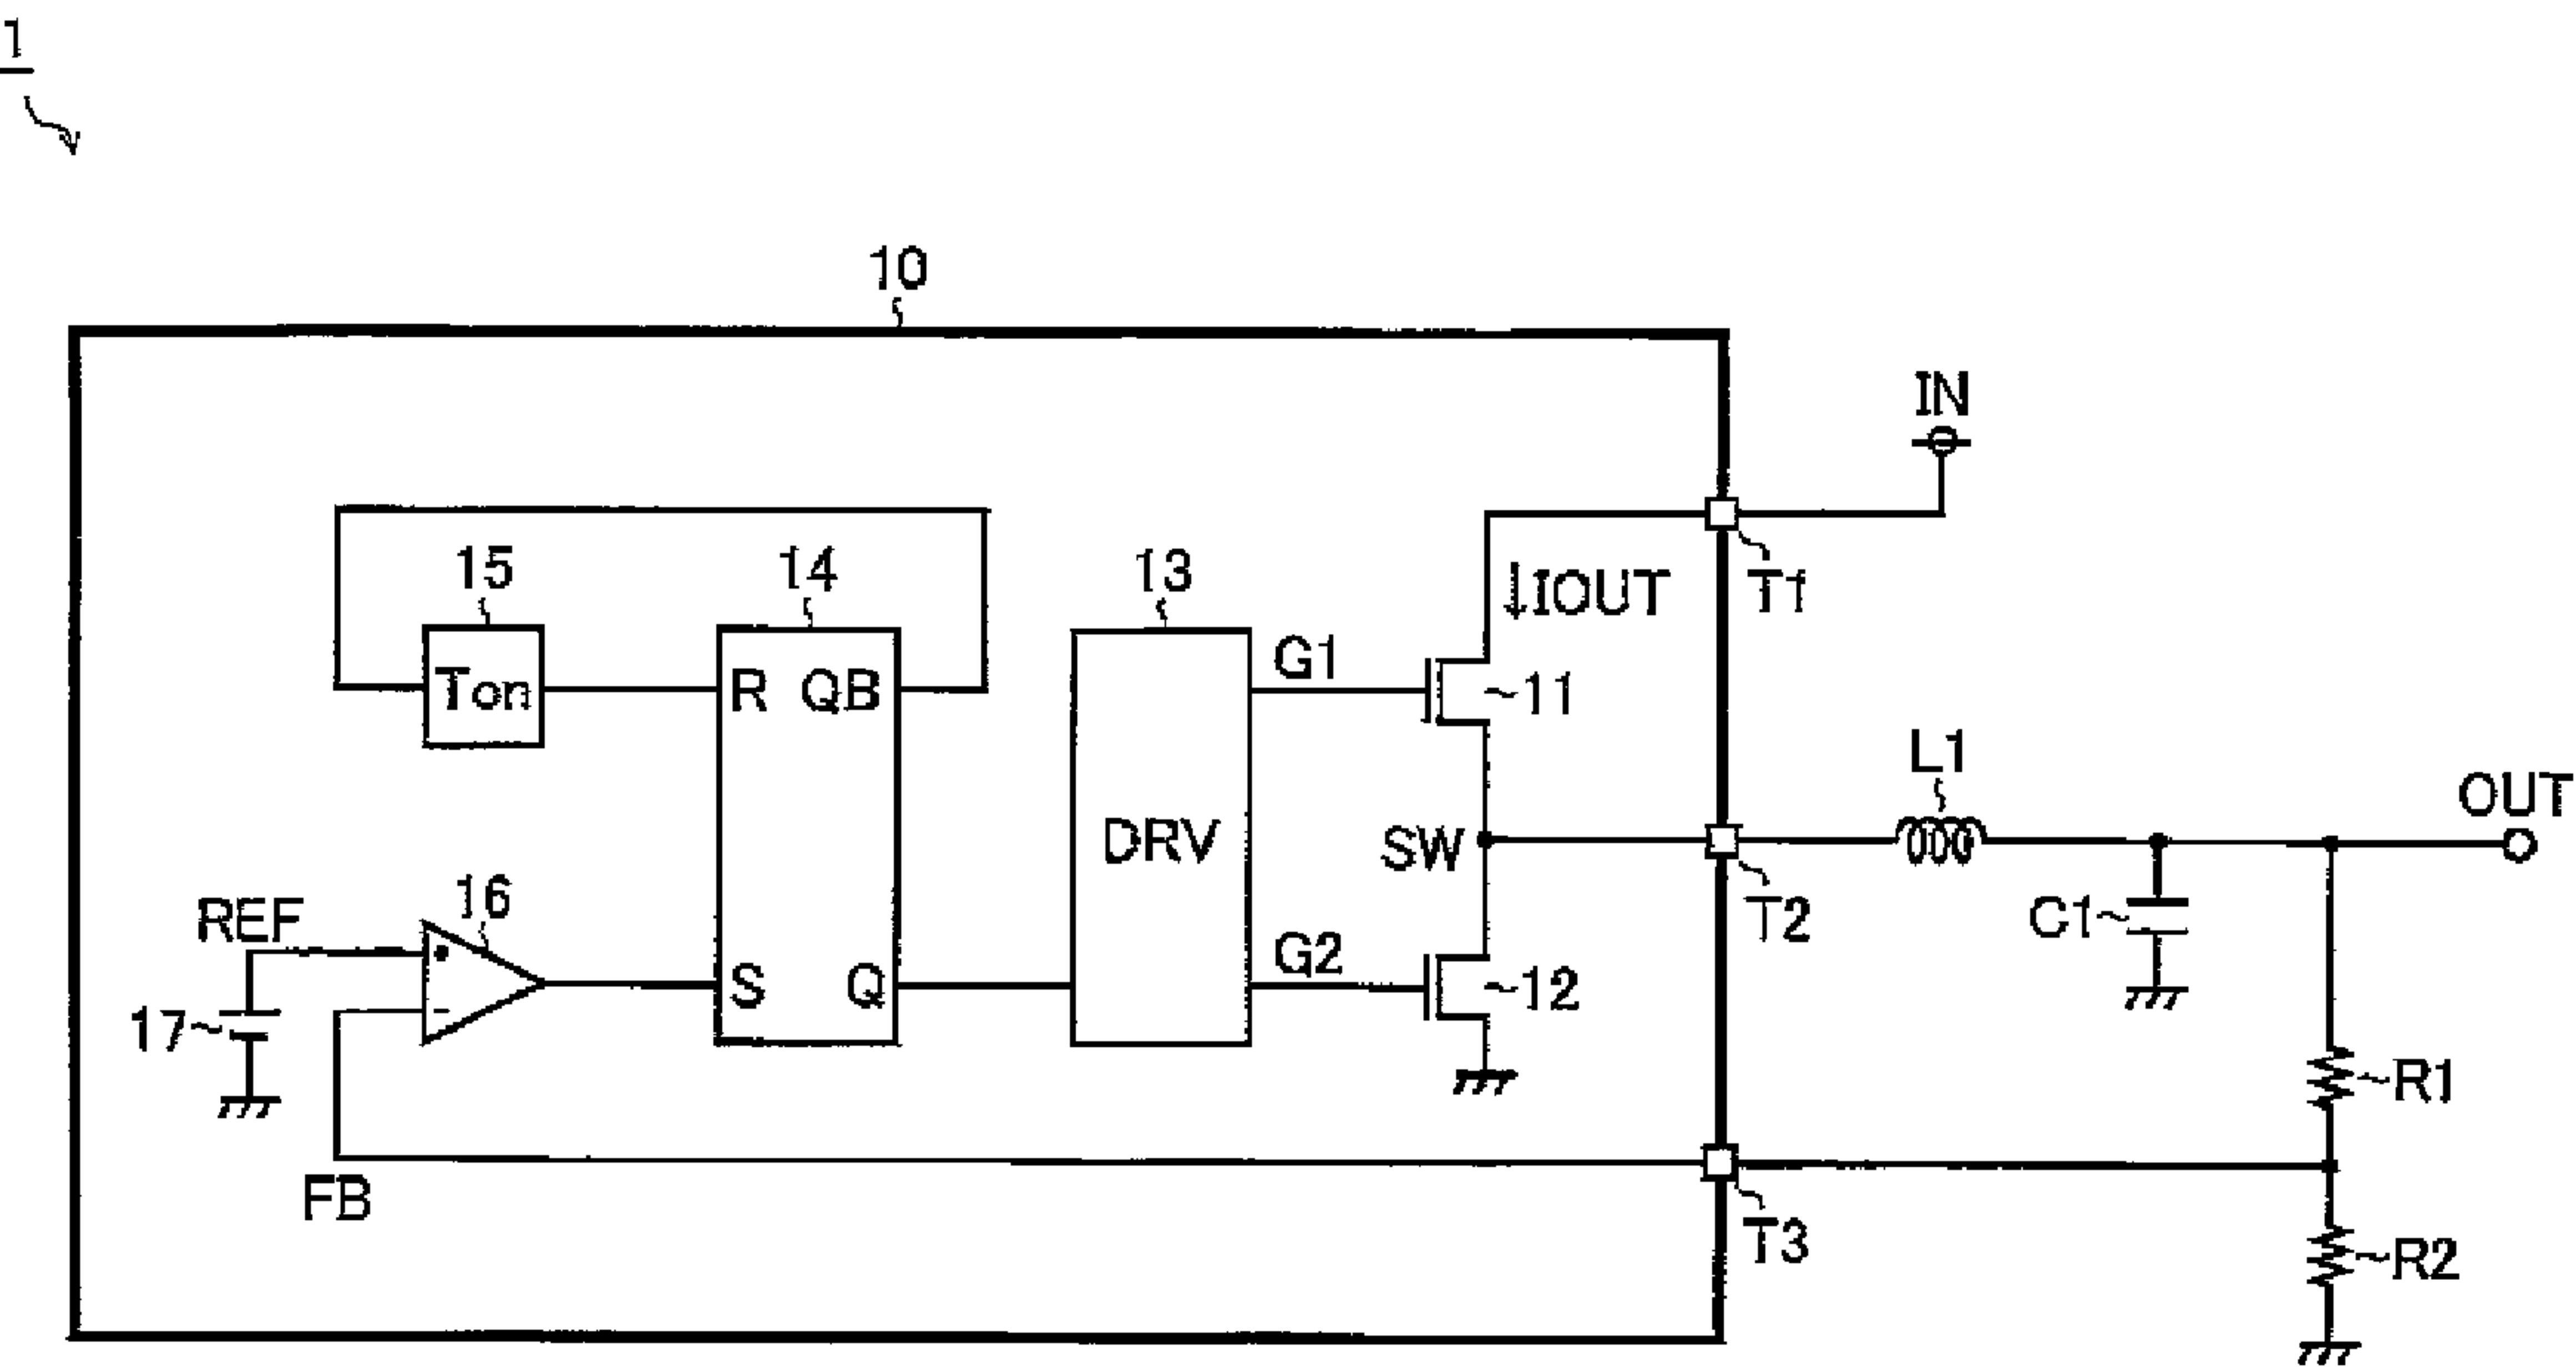 1
10
IN
15
14
13
↓IOUT
T1
Ton
R
QB
G1
~11
L1
OUT
DRV
SW
REF
16
T2
C1~
S
Q
G2
~12
17~
-
~R1
FB
T3
~R2